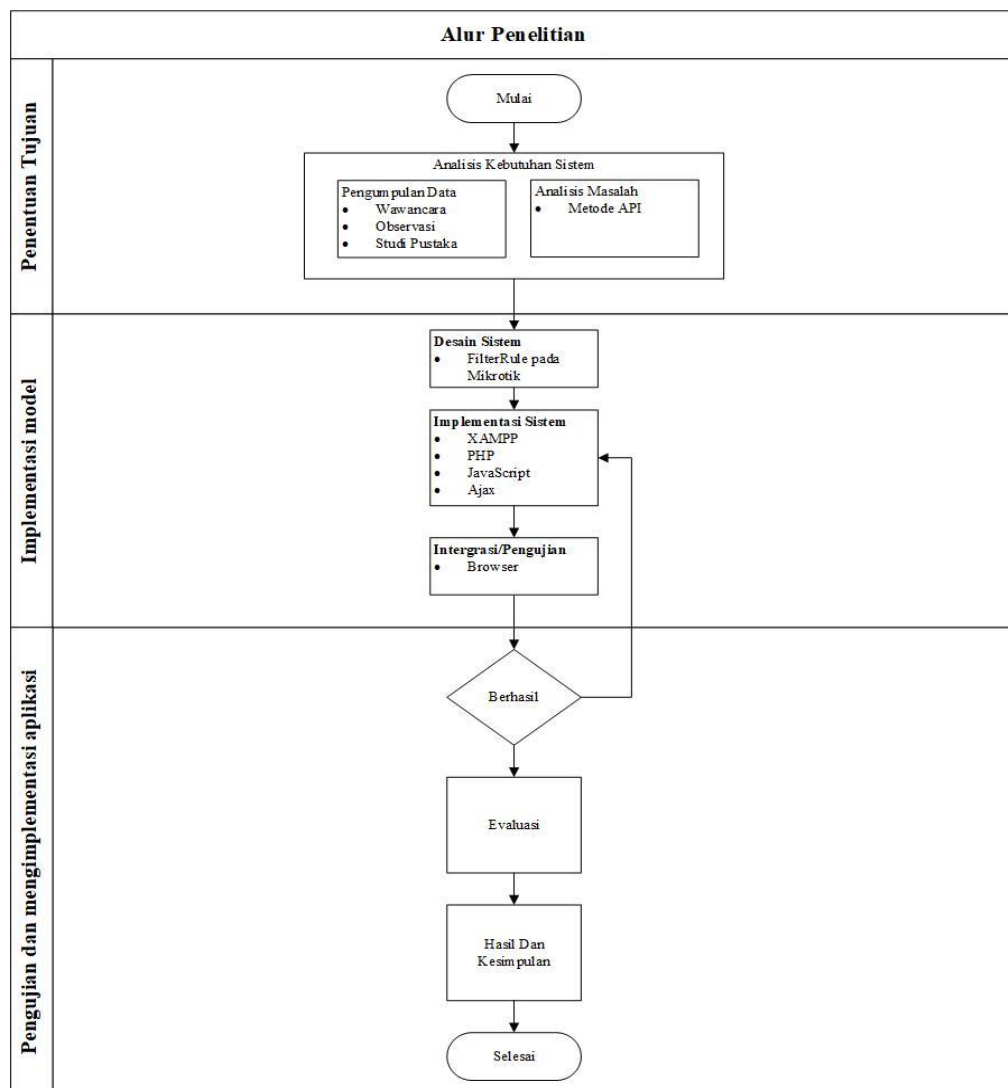 Alur Penelitian
Penentuan Tujuan
Mulai
Analisis Kebutuhan Sistem
Pengumpulan Data
• Wawancara
• Observasi
• Studi Pustaka
Analisis Masalah
• Metode API
Implementasi model
Desain Sistem
• FilterRule pada
Mikrotik
Implementasi Sistem
• XAMPP
• PHP
• JavaScript
• Ajax
Intergrasi/Pengujian
• Browser
Pengujian dan mengimplementasi aplikasi
Berhasil
Evaluasi
Hasil Dan
Kesimpulan
Selesai